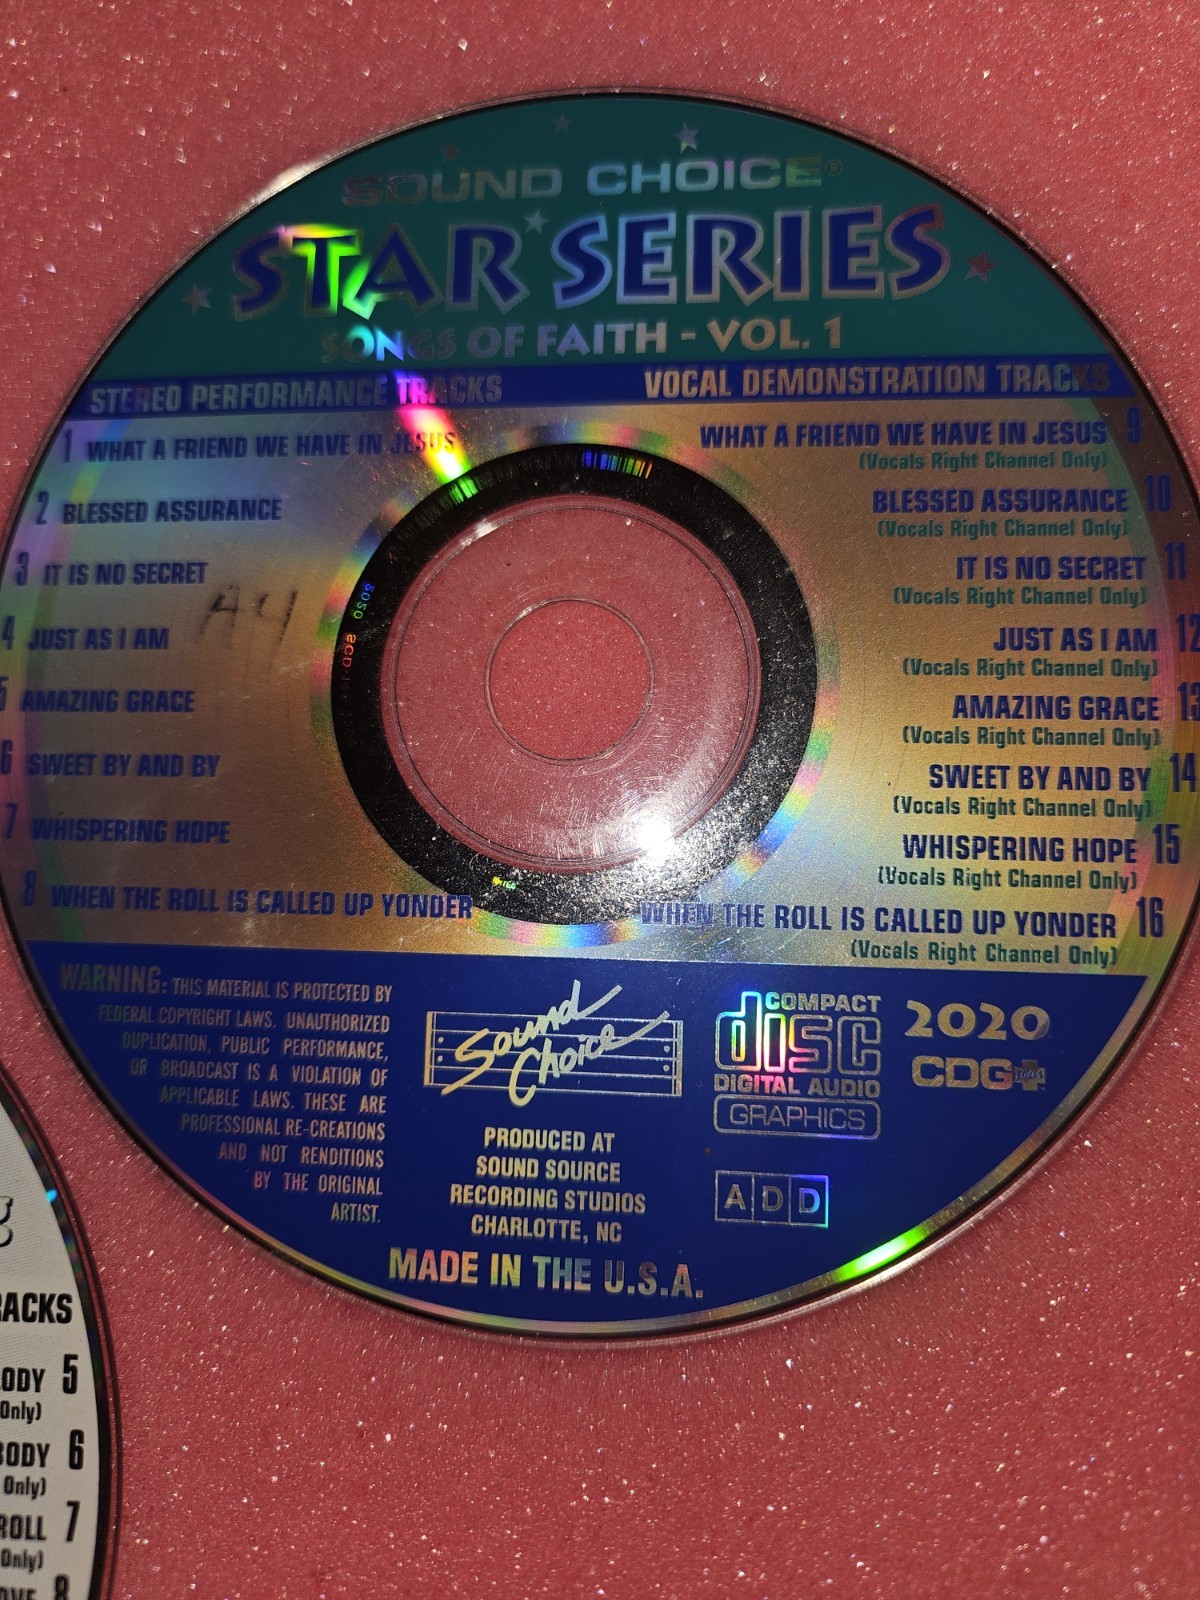 SOUND CHOICE®
STAR SERIES
SONGS OF FAITH - VOL. 1
STEREO PERFORMANCE TRACKS
1 WHAT A FRIEND WE HAVE IN JESUS
2 BLESSED ASSURANCE
3 IT IS NO SECRET
4 JUST AS I AM
5 AMAZING GRACE
6 SWEET BY AND BY
7 WHISPERING HOPE
8 WHEN THE ROLL IS CALLED UP YONDER
A4
VOCAL DEMONSTRATION TRACKS
WHAT A FRIEND WE HAVE IN JESUS 9
(Vocals Right Channel Only)
BLESSED ASSURANCE 10
(Vocals Right Channel Only)
IT IS NO SECRET 11
(Vocals Right Channel Only)
JUST AS I AM 12
(Vocals Right Channel Only)
AMAZING GRACE 13
(Vocals Right Channel Only)
SWEET BY AND BY 14
(Vocals Right Channel Only)
WHISPERING HOPE 15
(Vocals Right Channel Only)
WHEN THE ROLL IS CALLED UP YONDER 16
(Vocals Right Channel Only)
WARNING: THIS MATERIAL IS PROTECTED BY
FEDERAL COPYRIGHT LAWS. UNAUTHORIZED
DUPLICATION, PUBLIC PERFORMANCE,
OR BROADCAST IS A VIOLATION OF
APPLICABLE LAWS. THESE ARE
PROFESSIONAL RE-CREATIONS
AND NOT RENDITIONS
BY THE ORIGINAL
ARTIST.
Sound
Choice
PRODUCED AT
SOUND SOURCE
RECORDING STUDIOS
CHARLOTTE, NC
MADE IN THE U.S.A.
COMPACT
disc
DIGITAL AUDIO
GRAPHICS
ADD
2020
CDG
RACKS
ODY 5
Only)
BODY 6
Only)
ROLL 7
Only)
8